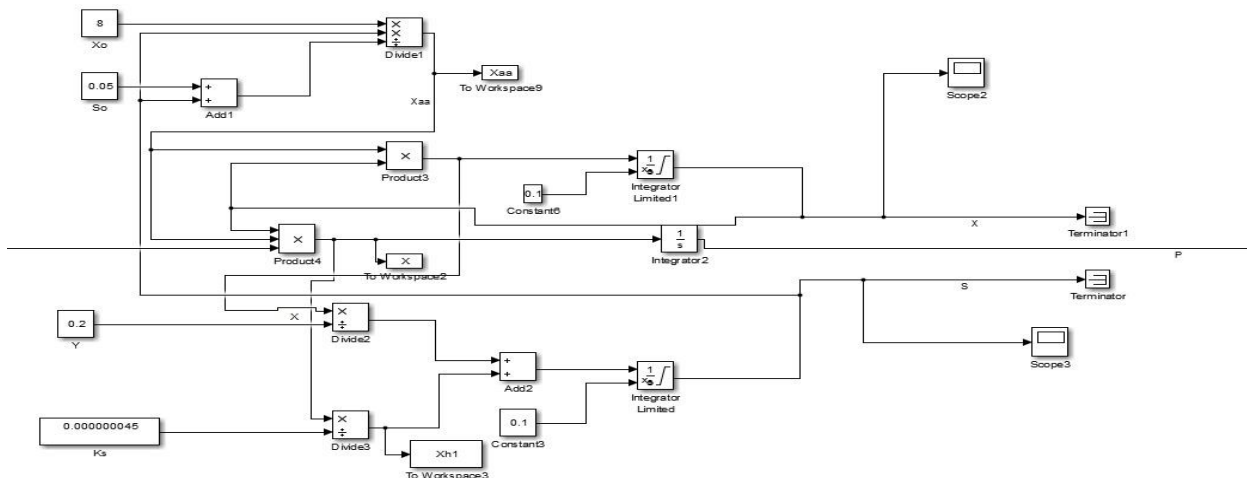 8
Xo
×
×
÷
Divide1
0.05
So
+
+
Add1
Xaa
To Workspace9
Xaa
Scope2
×
Product3
0.1
Constant6
1
x
Integrator
Limited1
×
Product4
X
To Workspace2
1
s
Integrator2
X
Terminator1
P
S
Terminator
Scope3
0.2
Y
X
×
÷
Divide2
+
+
Add2
1
x
Integrator
Limited
0.1
Constant3
0.000000045
Ks
×
÷
Divide3
Xh1
To Workspace3